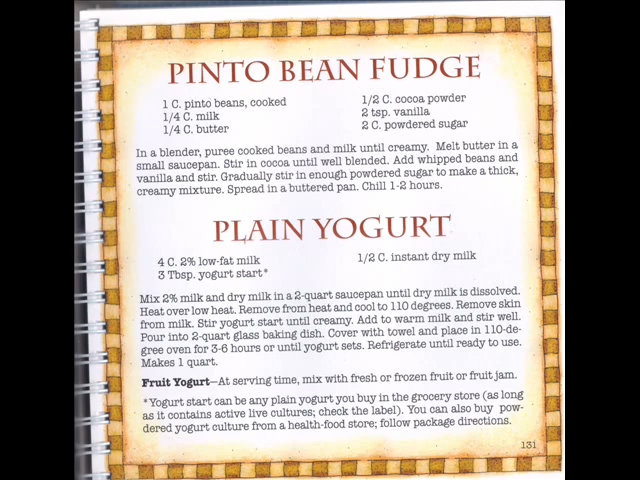 PINTO BEAN FUDGE
1 C. pinto beans, cooked
1/4 C. milk
1/4 C. butter
1/2 C. cocoa powder
2 tsp. vanilla
2 C. powdered sugar
In a blender, puree cooked beans and milk until creamy. Melt butter in a
small saucepan. Stir in cocoa until well blended. Add whipped beans and
vanilla and stir. Gradually stir in enough powdered sugar to make a thick,
creamy mixture. Spread in a buttered pan. Chill 1-2 hours.
PLAIN YOGURT
4 C. 2% low-fat milk
3 Tbsp. yogurt start*
1/2 C. instant dry milk
Mix 2% milk and dry milk in a 2-quart saucepan until dry milk is dissolved.
Heat over low heat. Remove from heat and cool to 110 degrees. Remove skin
from milk. Stir yogurt start until creamy. Add to warm milk and stir well.
Pour into 2-quart glass baking dish. Cover with towel and place in 110-de-
gree oven for 3-6 hours or until yogurt sets. Refrigerate until ready to use.
Makes 1 quart.
Fruit Yogurt—At serving time, mix with fresh or frozen fruit or fruit jam.
*Yogurt start can be any plain yogurt you buy in the grocery store (as long
as it contains active live cultures; check the label). You can also buy pow-
dered yogurt culture from a health-food store; follow package directions.
131